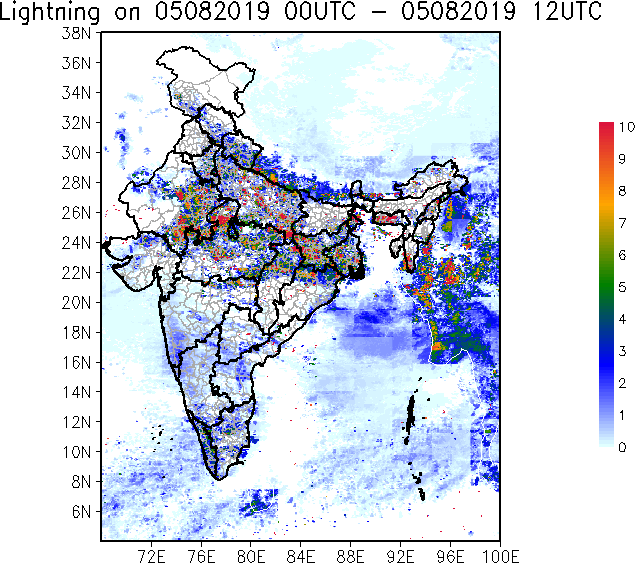 Lightning on 05082019 00UTC − 05082019 12UTC
38N
36N
34N
32N
30N
28N
26N
24N
22N
20N
18N
16N
14N
12N
10N
8N
6N
72E 76E 80E 84E 88E 92E 96E 100E
10
9
8
7
6
5
4
3
2
1
0